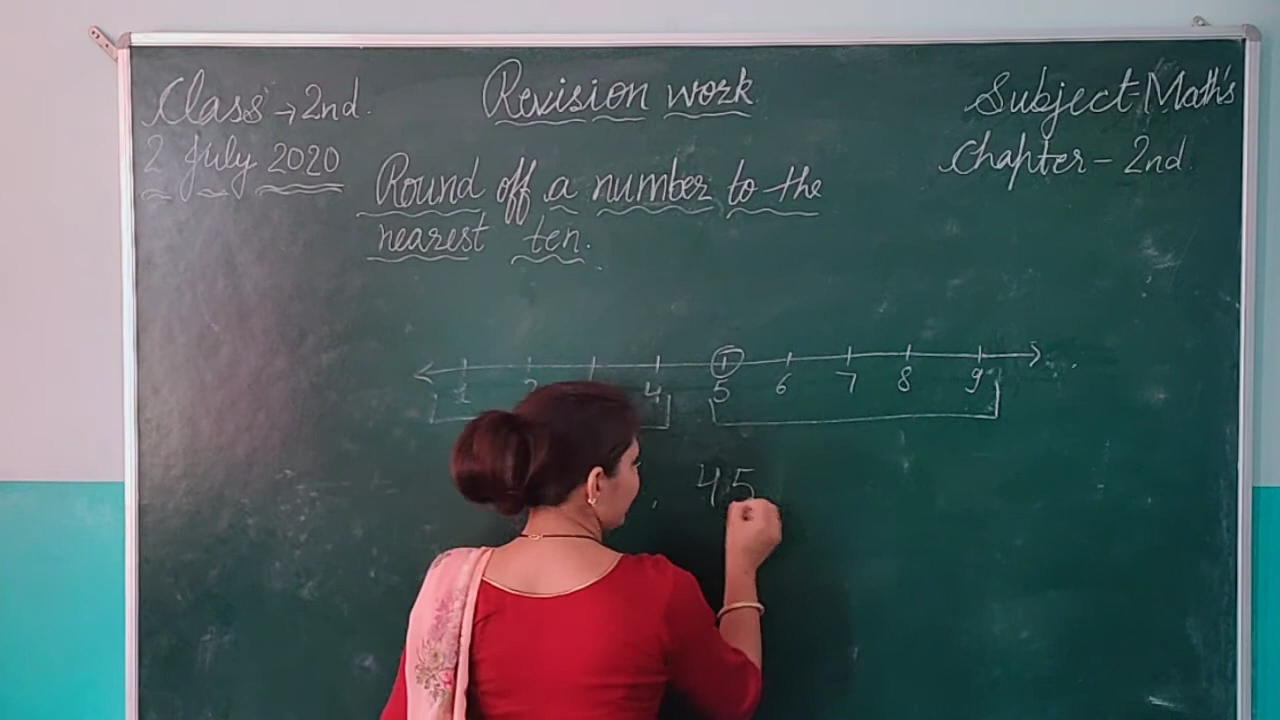 Class → 2nd.
Revision work
Subject-Math's
2 July 2020
Chapter - 2nd.
Round off a number to the
nearest ten.
1 2 4 5 6 7 8 9
45